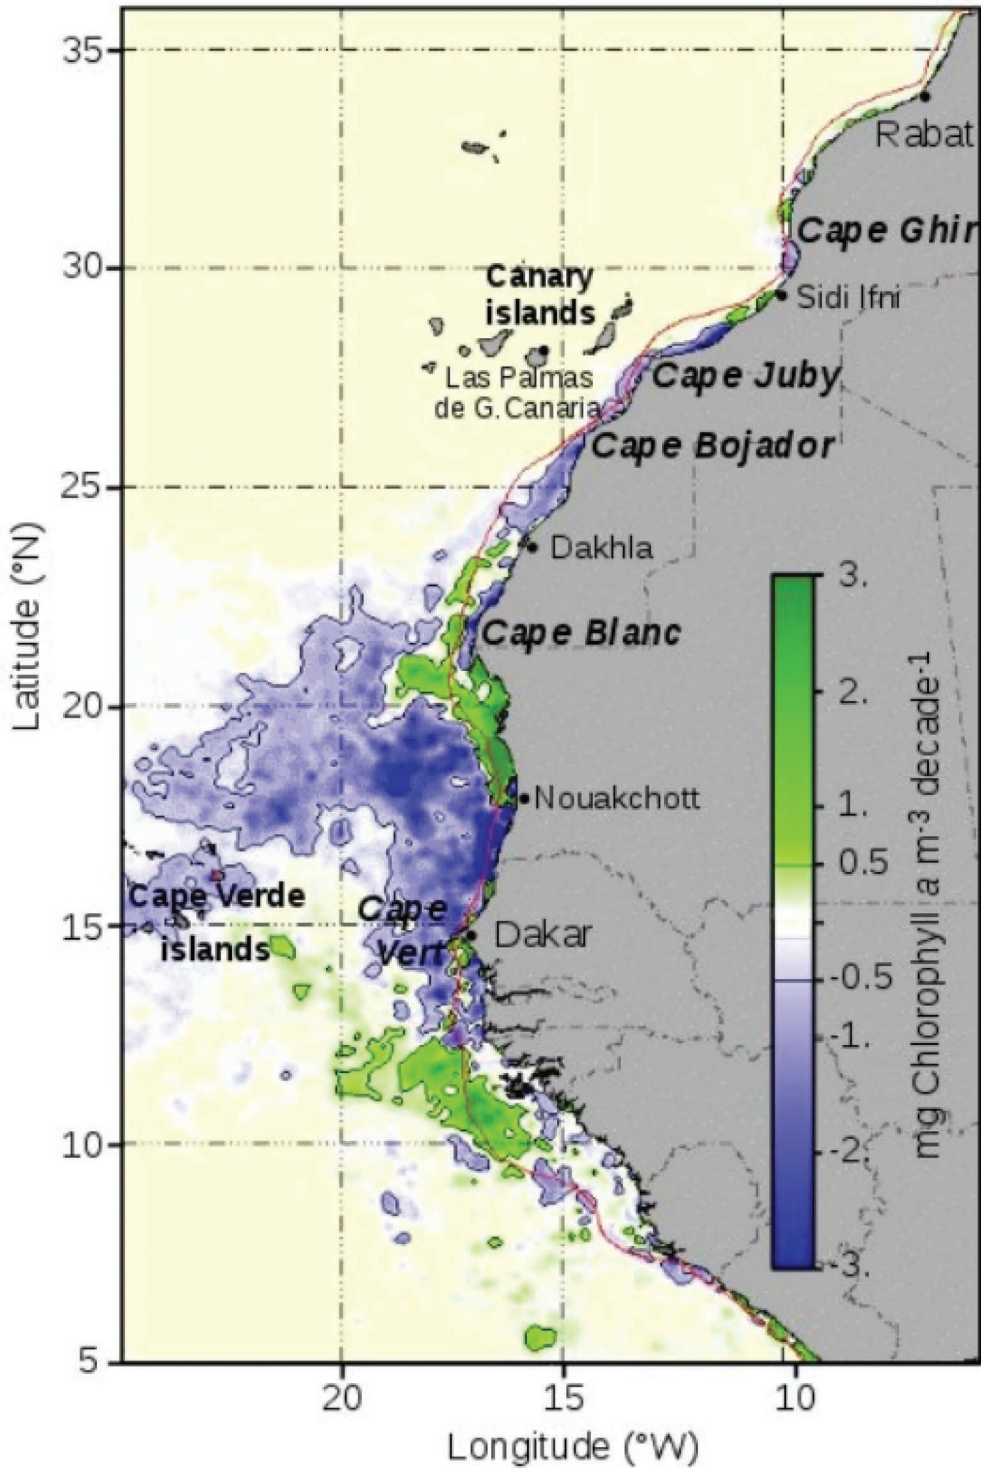 35
Rabat
Cape Ghir
30
Canary
islands
Sidi Ifni
Las Palmas
de G. Canaria
Cape Juby
Cape Bojador
25
Dakhla
3.
Cape Blanc
2.
20
Nouakchott
1.
0.5
Cape Verde
islands
Cape
Vert
15
Dakar
-0.5
-1.
10
-2.
-3.
5
20
15
10
Latitude (°N)
Longitude (°W)
mg Chlorophyll a m-3 decade-1